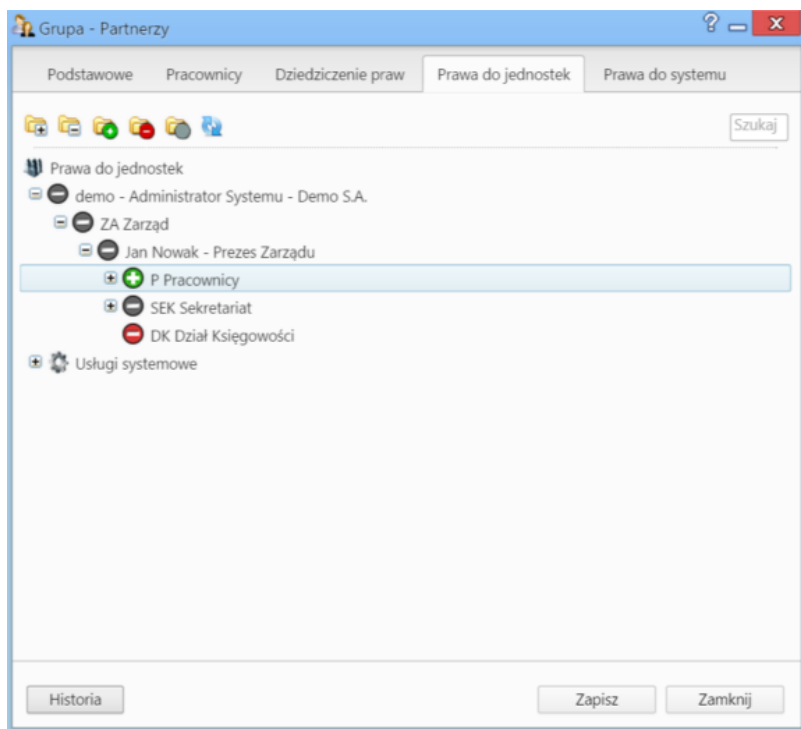 Grupa - Partnerzy
Podstawowe Pracownicy Dziedziczenie praw Prawa do jednostek Prawa do systemu
Szukaj
Prawa do jednostek
demo - Administrator Systemu - Demo S.A.
ZA Zarząd
Jan Nowak - Prezes Zarządu
P Pracownicy
SEK Sekretariat
DK Dział Księgowości
Usługi systemowe
Historia Zapisz Zamknij